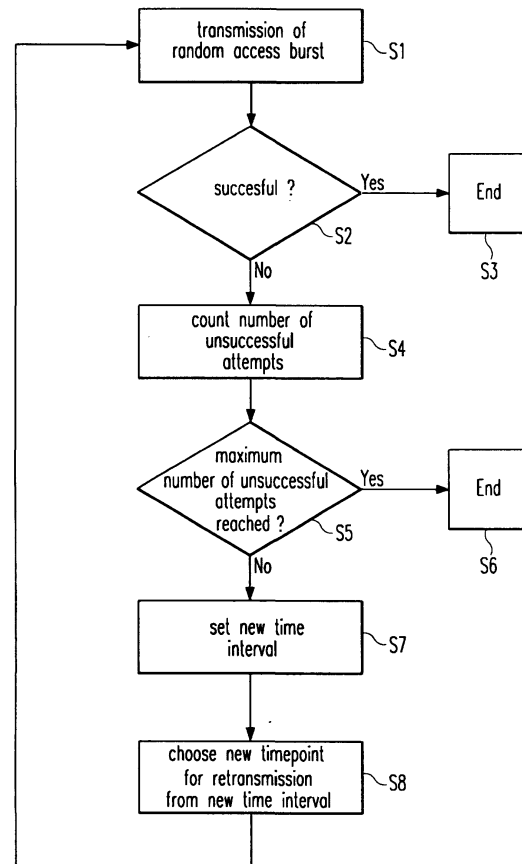 transmission of
random access burst
S1
succesful ?
Yes
End
S2
S3
No
count number of
unsuccessful
attempts
S4
maximum
number of unsuccessful
attempts
reached ?
Yes
End
S5
S6
No
set new time
interval
S7
choose new timepoint
for retransmission
from new time interval
S8